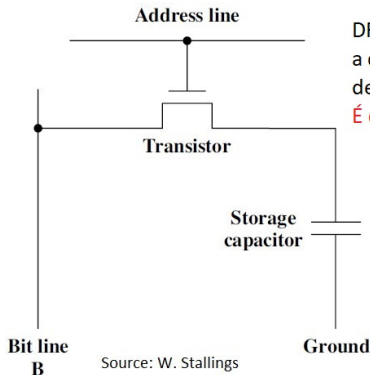 Address line
DR
a c
de
É
Transistor
Storage
capacitor
Bit line
B
Ground
Source: W. Stallings